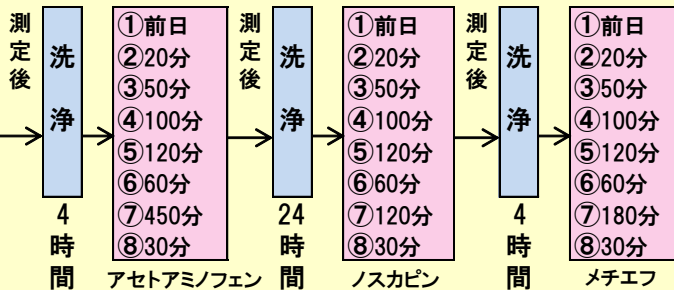 測定後
洗浄
4時間
①前日
②20分
③50分
④100分
⑤120分
⑥60分
⑦450分
⑧30分
アセトアミノフェン
測定後
洗浄
24時間
①前日
②20分
③50分
④100分
⑤120分
⑥60分
⑦120分
⑧30分
ノスカピン
測定後
洗浄
4時間
①前日
②20分
③50分
④100分
⑤120分
⑥60分
⑦180分
⑧30分
メチエフ